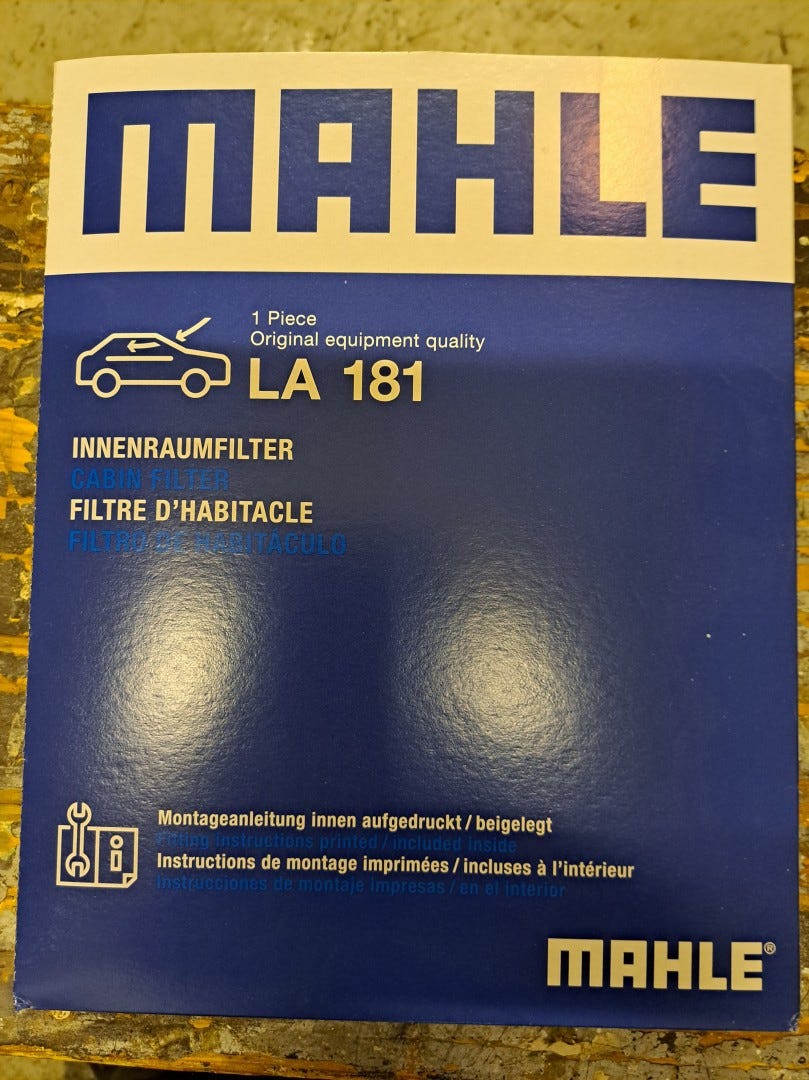 MAHLE
1 Piece
Original equipment quality
LA 181
INNENRAUMFILTER
CABIN FILTER
FILTRE D'HABITACLE
FILTRO DE HABITÁCULO
Montageanleitung innen aufgedruckt / beigelegt
Fitting instructions printed / included inside
Instructions de montage imprimées / incluses à l'intérieur
Instrucciones de montaje impresas / en el interior
MAHLE®